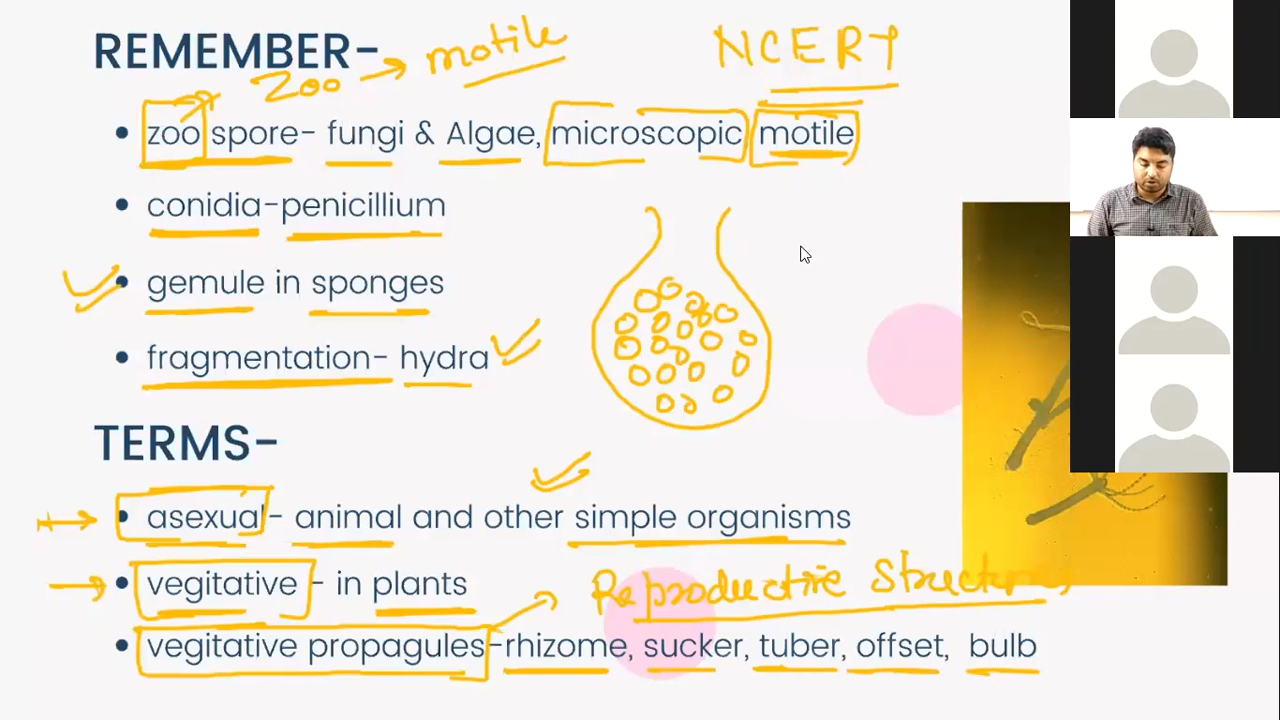 REMEMBER-
zoo → motile
NCERT
• zoo spore- fungi & Algae, microscopic motile
• conidia-penicillium
• gemule in sponges
• fragmentation- hydra
TERMS-
• asexual- animal and other simple organisms
• vegitative - in plants
Reproductive Structures
• vegitative propagules-rhizome, sucker, tuber, offset, bulb